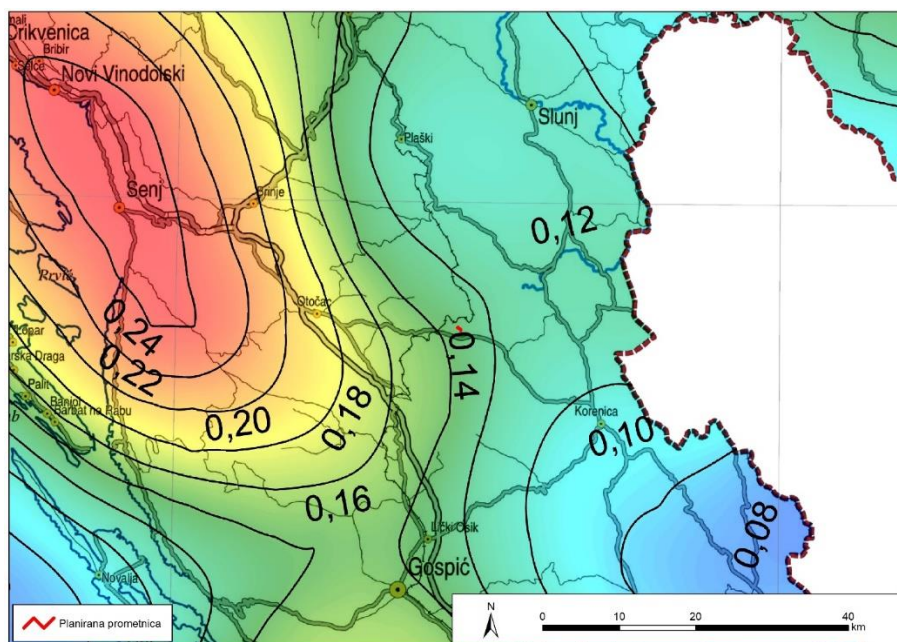 Crikvenica
Bribir
Selce
Novi Vinodolski
Slunj
Plaški
Senj
Brinje
0,12
Prvić
Otočac
0,24
Lopar
0,14
0,22
Palit
Banjol
Barbat na Rabu
0,20
0,18
Korenica
0,10
0,16
0,08
Lički Osik
Novalja
Gospić
Planirana prometnica
N
0 10 20 40
km